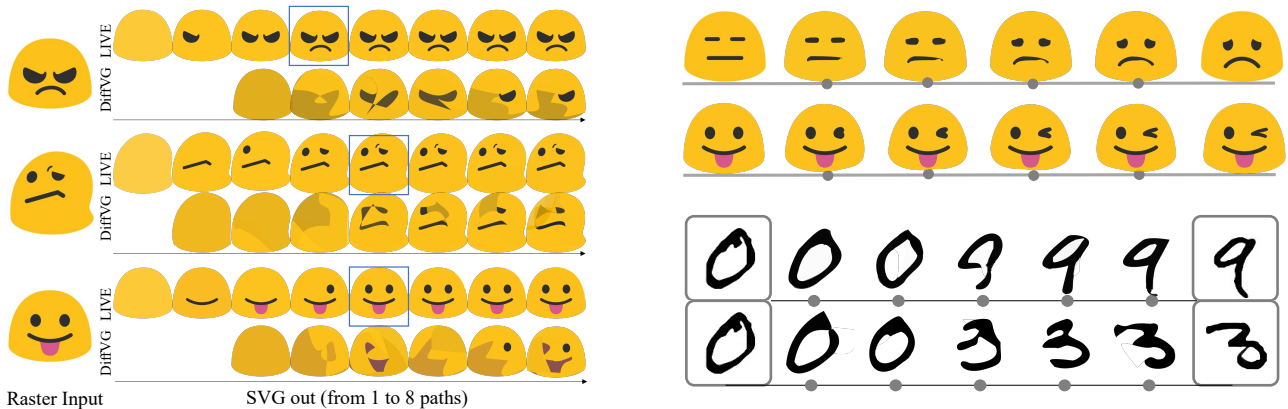 LIVE
DiffVG
LIVE
DiffVG
LIVE
DiffVG
Raster Input
SVG out (from 1 to 8 paths)